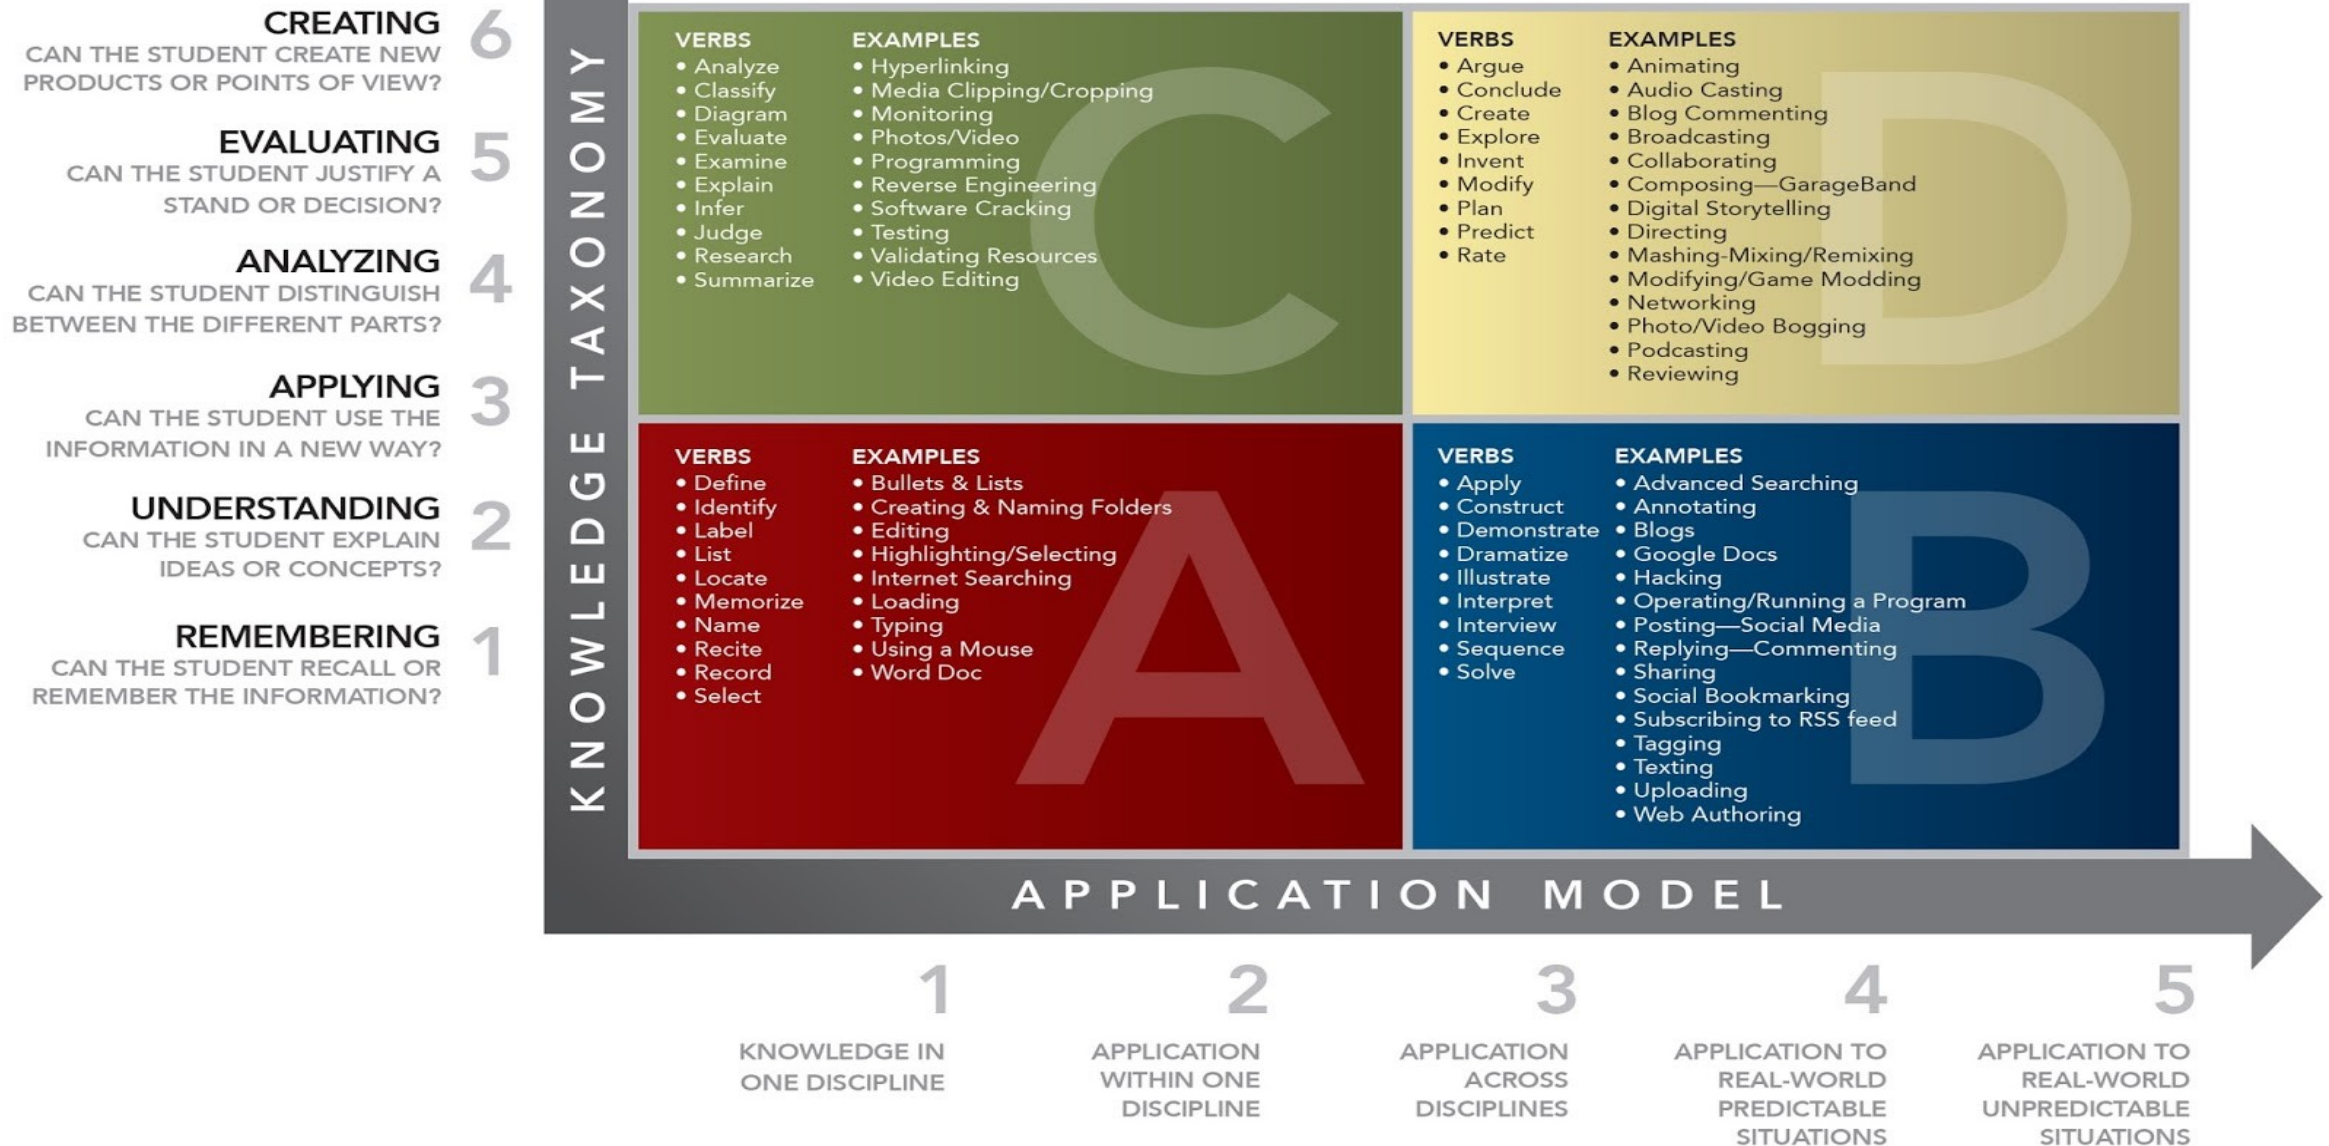 CREATING
CAN THE STUDENT CREATE NEW
PRODUCTS OR POINTS OF VIEW?
6
EVALUATING
CAN THE STUDENT JUSTIFY A
STAND OR DECISION?
5
ANALYZING
CAN THE STUDENT DISTINGUISH
BETWEEN THE DIFFERENT PARTS?
4
APPLYING
CAN THE STUDENT USE THE
INFORMATION IN A NEW WAY?
3
UNDERSTANDING
CAN THE STUDENT EXPLAIN
IDEAS OR CONCEPTS?
2
REMEMBERING
CAN THE STUDENT RECALL OR
REMEMBER THE INFORMATION?
1
KNOWLEDGE TAXONOMY
VERBS
• Analyze
• Classify
• Diagram
• Evaluate
• Examine
• Explain
• Infer
• Judge
• Research
• Summarize
EXAMPLES
• Hyperlinking
• Media Clipping/Cropping
• Monitoring
• Photos/Video
• Programming
• Reverse Engineering
• Software Cracking
• Testing
• Validating Resources
• Video Editing
C
VERBS
• Argue
• Conclude
• Create
• Explore
• Invent
• Modify
• Plan
• Predict
• Rate
EXAMPLES
• Animating
• Audio Casting
• Blog Commenting
• Broadcasting
• Collaborating
• Composing—GarageBand
• Digital Storytelling
• Directing
• Mashing-Mixing/Remixing
• Modifying/Game Modding
• Networking
• Photo/Video Bogging
• Podcasting
• Reviewing
D
VERBS
• Define
• Identify
• Label
• List
• Locate
• Memorize
• Name
• Recite
• Record
• Select
EXAMPLES
• Bullets & Lists
• Creating & Naming Folders
• Editing
• Highlighting/Selecting
• Internet Searching
• Loading
• Typing
• Using a Mouse
• Word Doc
A
VERBS
• Apply
• Construct
• Demonstrate
• Dramatize
• Illustrate
• Interpret
• Interview
• Sequence
• Solve
EXAMPLES
• Advanced Searching
• Annotating
• Blogs
• Google Docs
• Hacking
• Operating/Running a Program
• Posting—Social Media
• Replying—Commenting
• Sharing
• Social Bookmarking
• Subscribing to RSS feed
• Tagging
• Texting
• Uploading
• Web Authoring
B
APPLICATION MODEL
1
KNOWLEDGE IN
ONE DISCIPLINE
2
APPLICATION
WITHIN ONE
DISCIPLINE
3
APPLICATION
ACROSS
DISCIPLINES
4
APPLICATION TO
REAL-WORLD
PREDICTABLE
SITUATIONS
5
APPLICATION TO
REAL-WORLD
UNPREDICTABLE
SITUATIONS